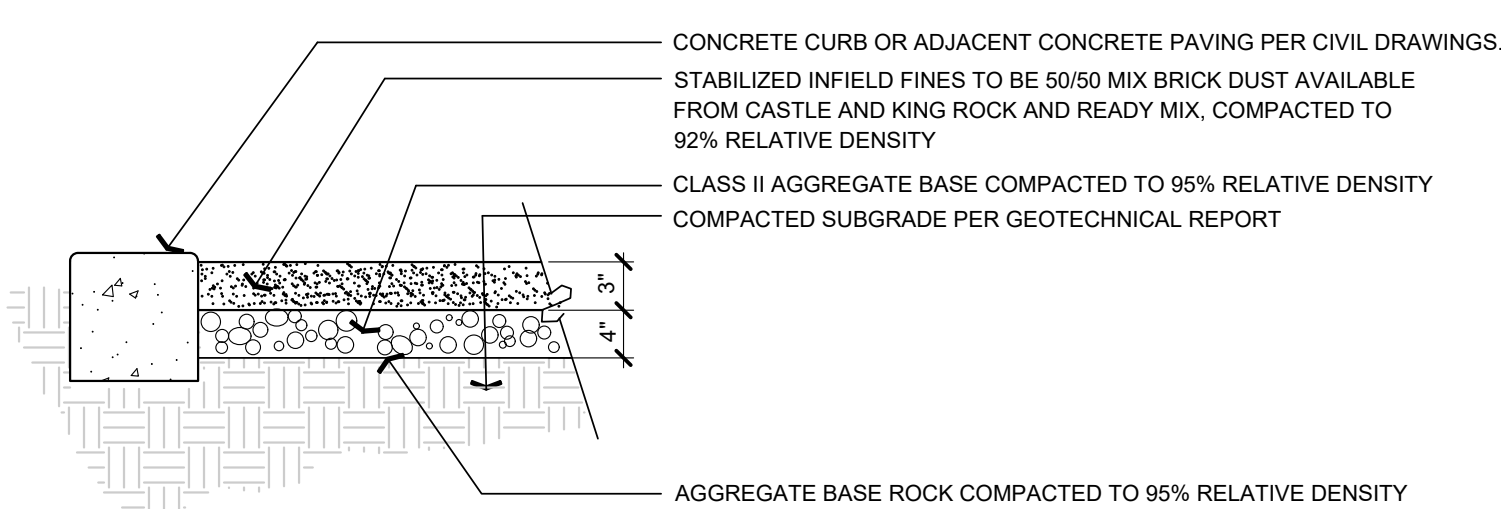 CONCRETE CURB OR ADJACENT CONCRETE PAVING PER CIVIL DRAWINGS.
STABILIZED INFIELD FINES TO BE 50/50 MIX BRICK DUST AVAILABLE
FROM CASTLE AND KING ROCK AND READY MIX, COMPACTED TO
92% RELATIVE DENSITY
CLASS II AGGREGATE BASE COMPACTED TO 95% RELATIVE DENSITY
COMPACTED SUBGRADE PER GEOTECHNICAL REPORT
3"
4"
AGGREGATE BASE ROCK COMPACTED TO 95% RELATIVE DENSITY